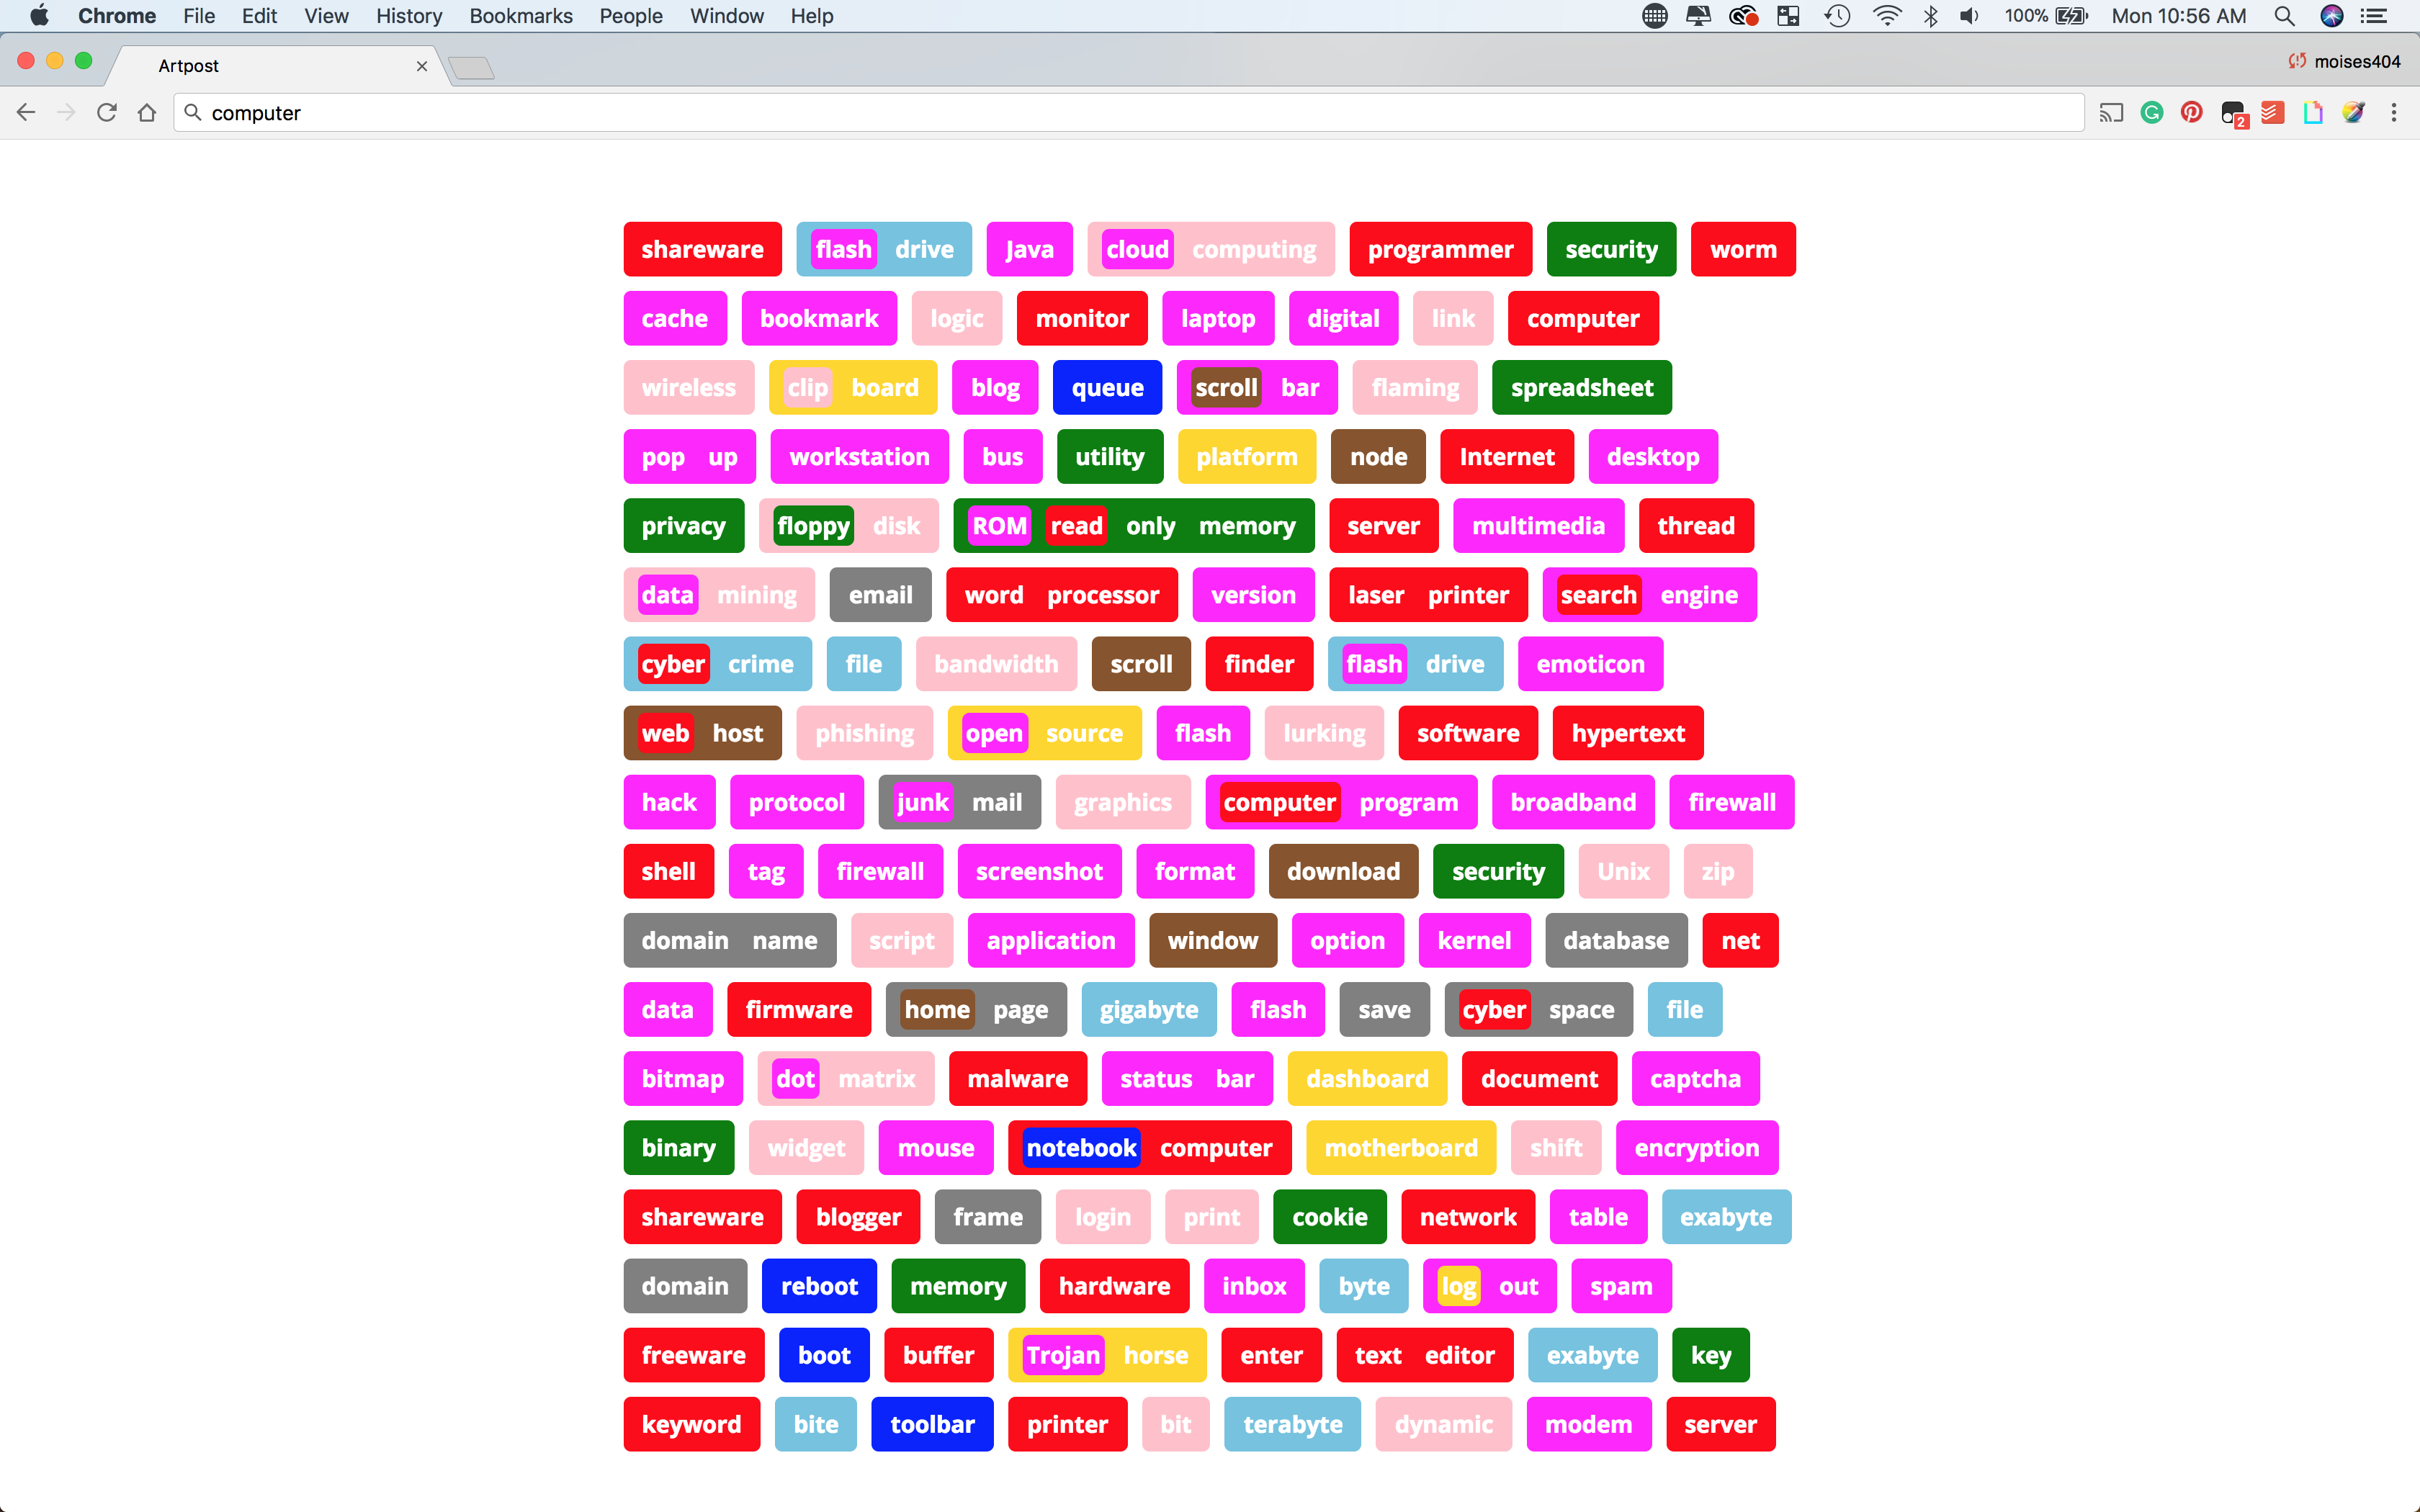 Chrome File Edit View History Bookmarks People Window Help 100% Mon 10:56 AM
Artpost moises404
computer 2
shareware flash drive Java cloud computing programmer security worm
cache bookmark logic monitor laptop digital link computer
wireless clip board blog queue scroll bar flaming spreadsheet
pop up workstation bus utility platform node Internet desktop
privacy floppy disk ROM read only memory server multimedia thread
data mining email word processor version laser printer search engine
cyber crime file bandwidth scroll finder flash drive emoticon
web host phishing open source flash lurking software hypertext
hack protocol junk mail graphics computer program broadband firewall
shell tag firewall screenshot format download security Unix zip
domain name script application window option kernel database net
data firmware home page gigabyte flash save cyber space file
bitmap dot matrix malware status bar dashboard document captcha
binary widget mouse notebook computer motherboard shift encryption
shareware blogger frame login print cookie network table exabyte
domain reboot memory hardware inbox byte log out spam
freeware boot buffer Trojan horse enter text editor exabyte key
keyword bite toolbar printer bit terabyte dynamic modem server